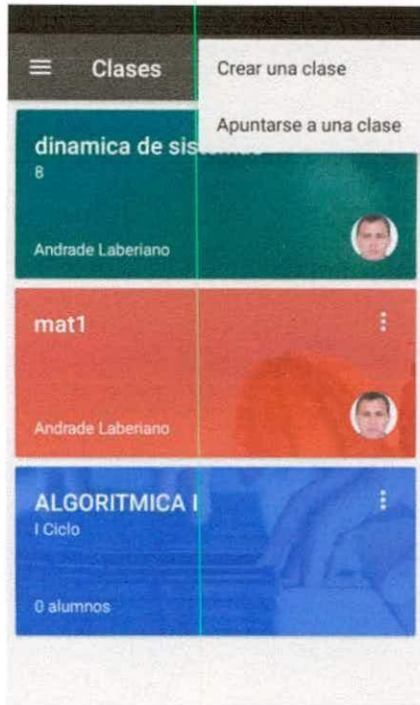 Clases
Crear una clase
Apuntarse a una clase
dinamica de sistemas
8
Andrade Laberiano
mat1
Andrade Laberiano
ALGORITMICA I
I Ciclo
0 alumnos